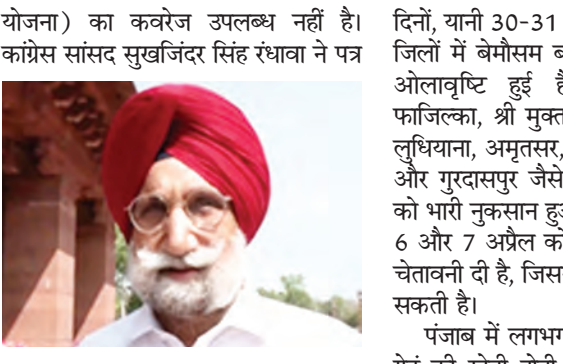 योजना) का कवरेज उपलब्ध नहीं है।
कांग्रेस सांसद सुखजिंदर सिंह रंधावा ने पत्र
दिनों, यानी 30-31
जिलों में बेमौसम
ओलावृष्टि हुई
फाजिल्का, श्री
लुधियाना, अमृतसर,
और गुरदासपुर जैसे
को भारी नुकसान
6 और 7 अप्रैल को
चेतावनी दी है,
सकती है।
पंजाब में लगभग